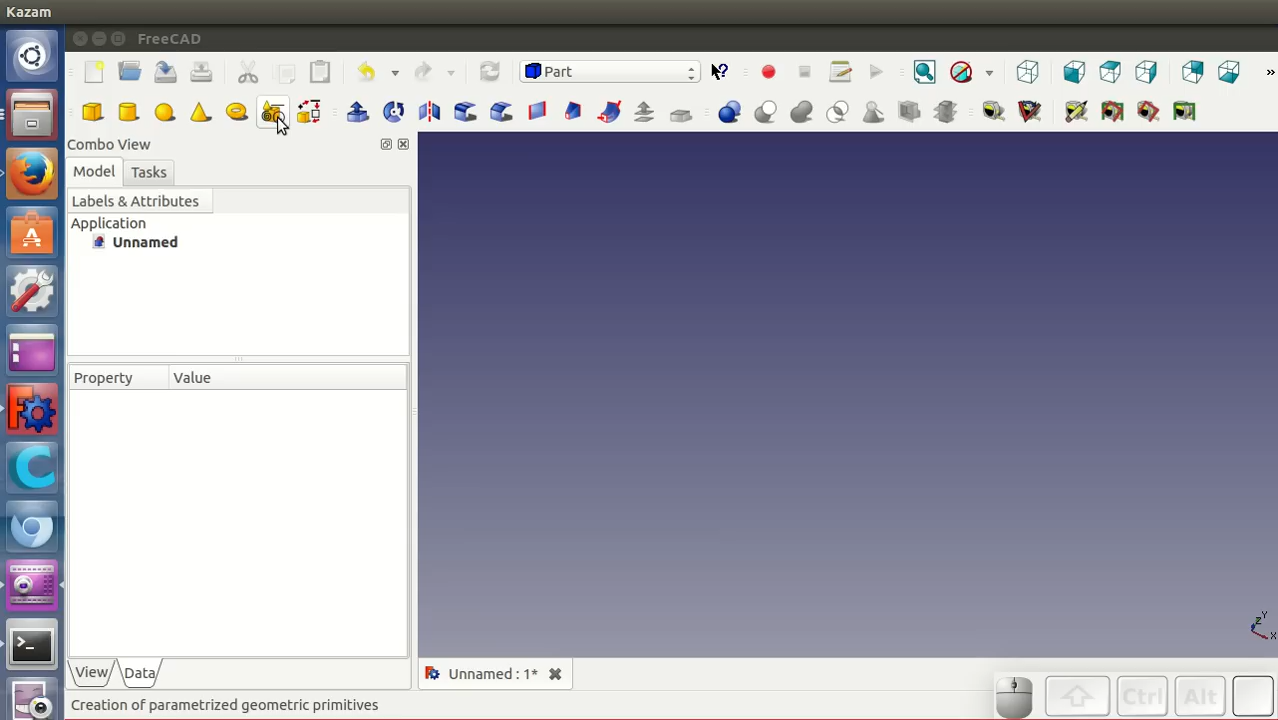 Kazam
FreeCAD
Part
»
Combo View
Model
Tasks
Labels & Attributes
Application
Unnamed
Property
Value
View
Data
Unnamed : 1*
Creation of parametrized geometric primitives
Y
Z
X
Ctrl
Alt